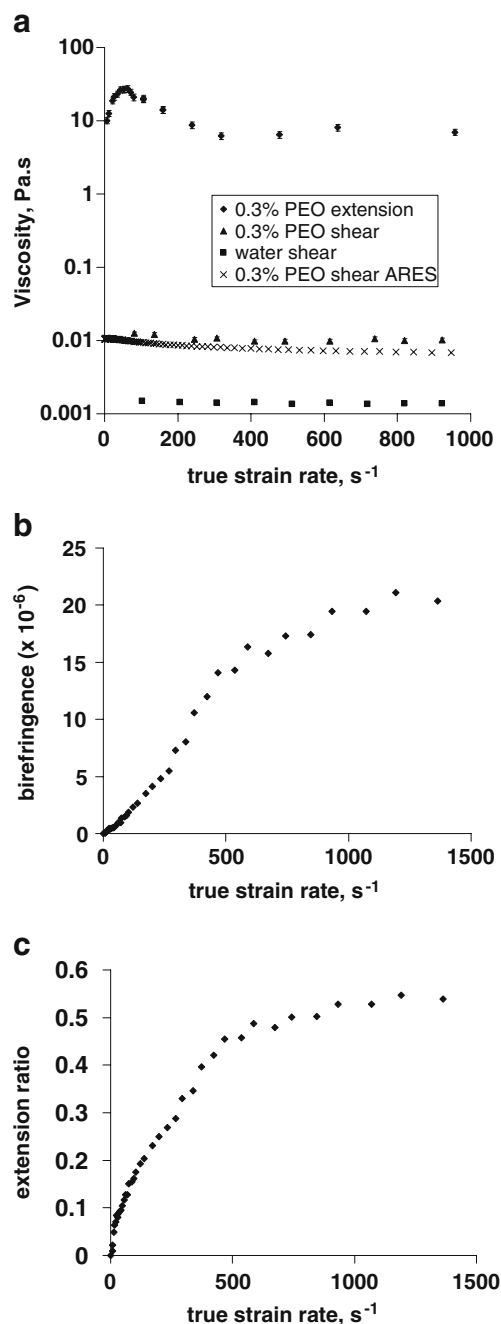 a
100
10
1
0.1
0.01
0.001
Viscosity, Pa.s
0.3% PEO extension
0.3% PEO shear
water shear
0.3% PEO shear ARES
0 200 400 600 800 1000
true strain rate, s⁻¹
b
25
20
15
10
5
0
birefringence (x 10⁻⁶)
0 500 1000 1500
true strain rate, s⁻¹
c
0.6
0.5
0.4
0.3
0.2
0.1
0
extension ratio
0 500 1000 1500
true strain rate, s⁻¹